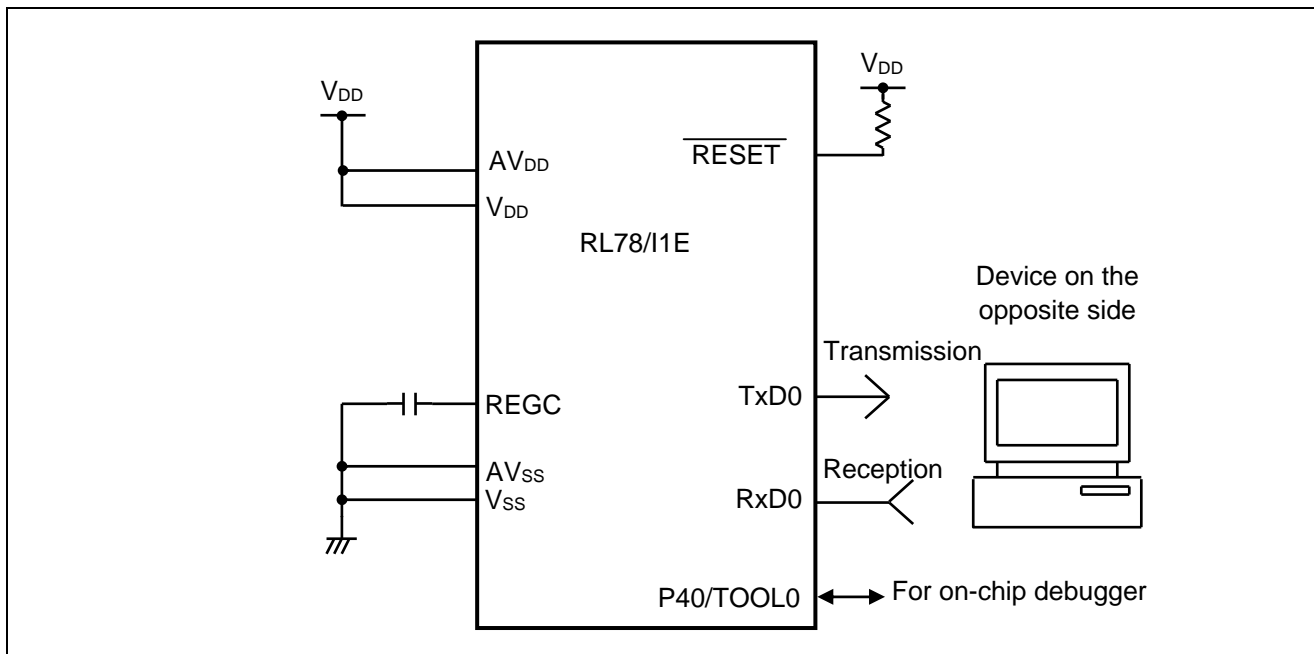 VDD
AVDD
VDD
REGC
AVSS
VSS
RL78/I1E
VDD
RESET
Device on the
opposite side
Transmission
TxD0
Reception
RxD0
P40/TOOL0
For on-chip debugger